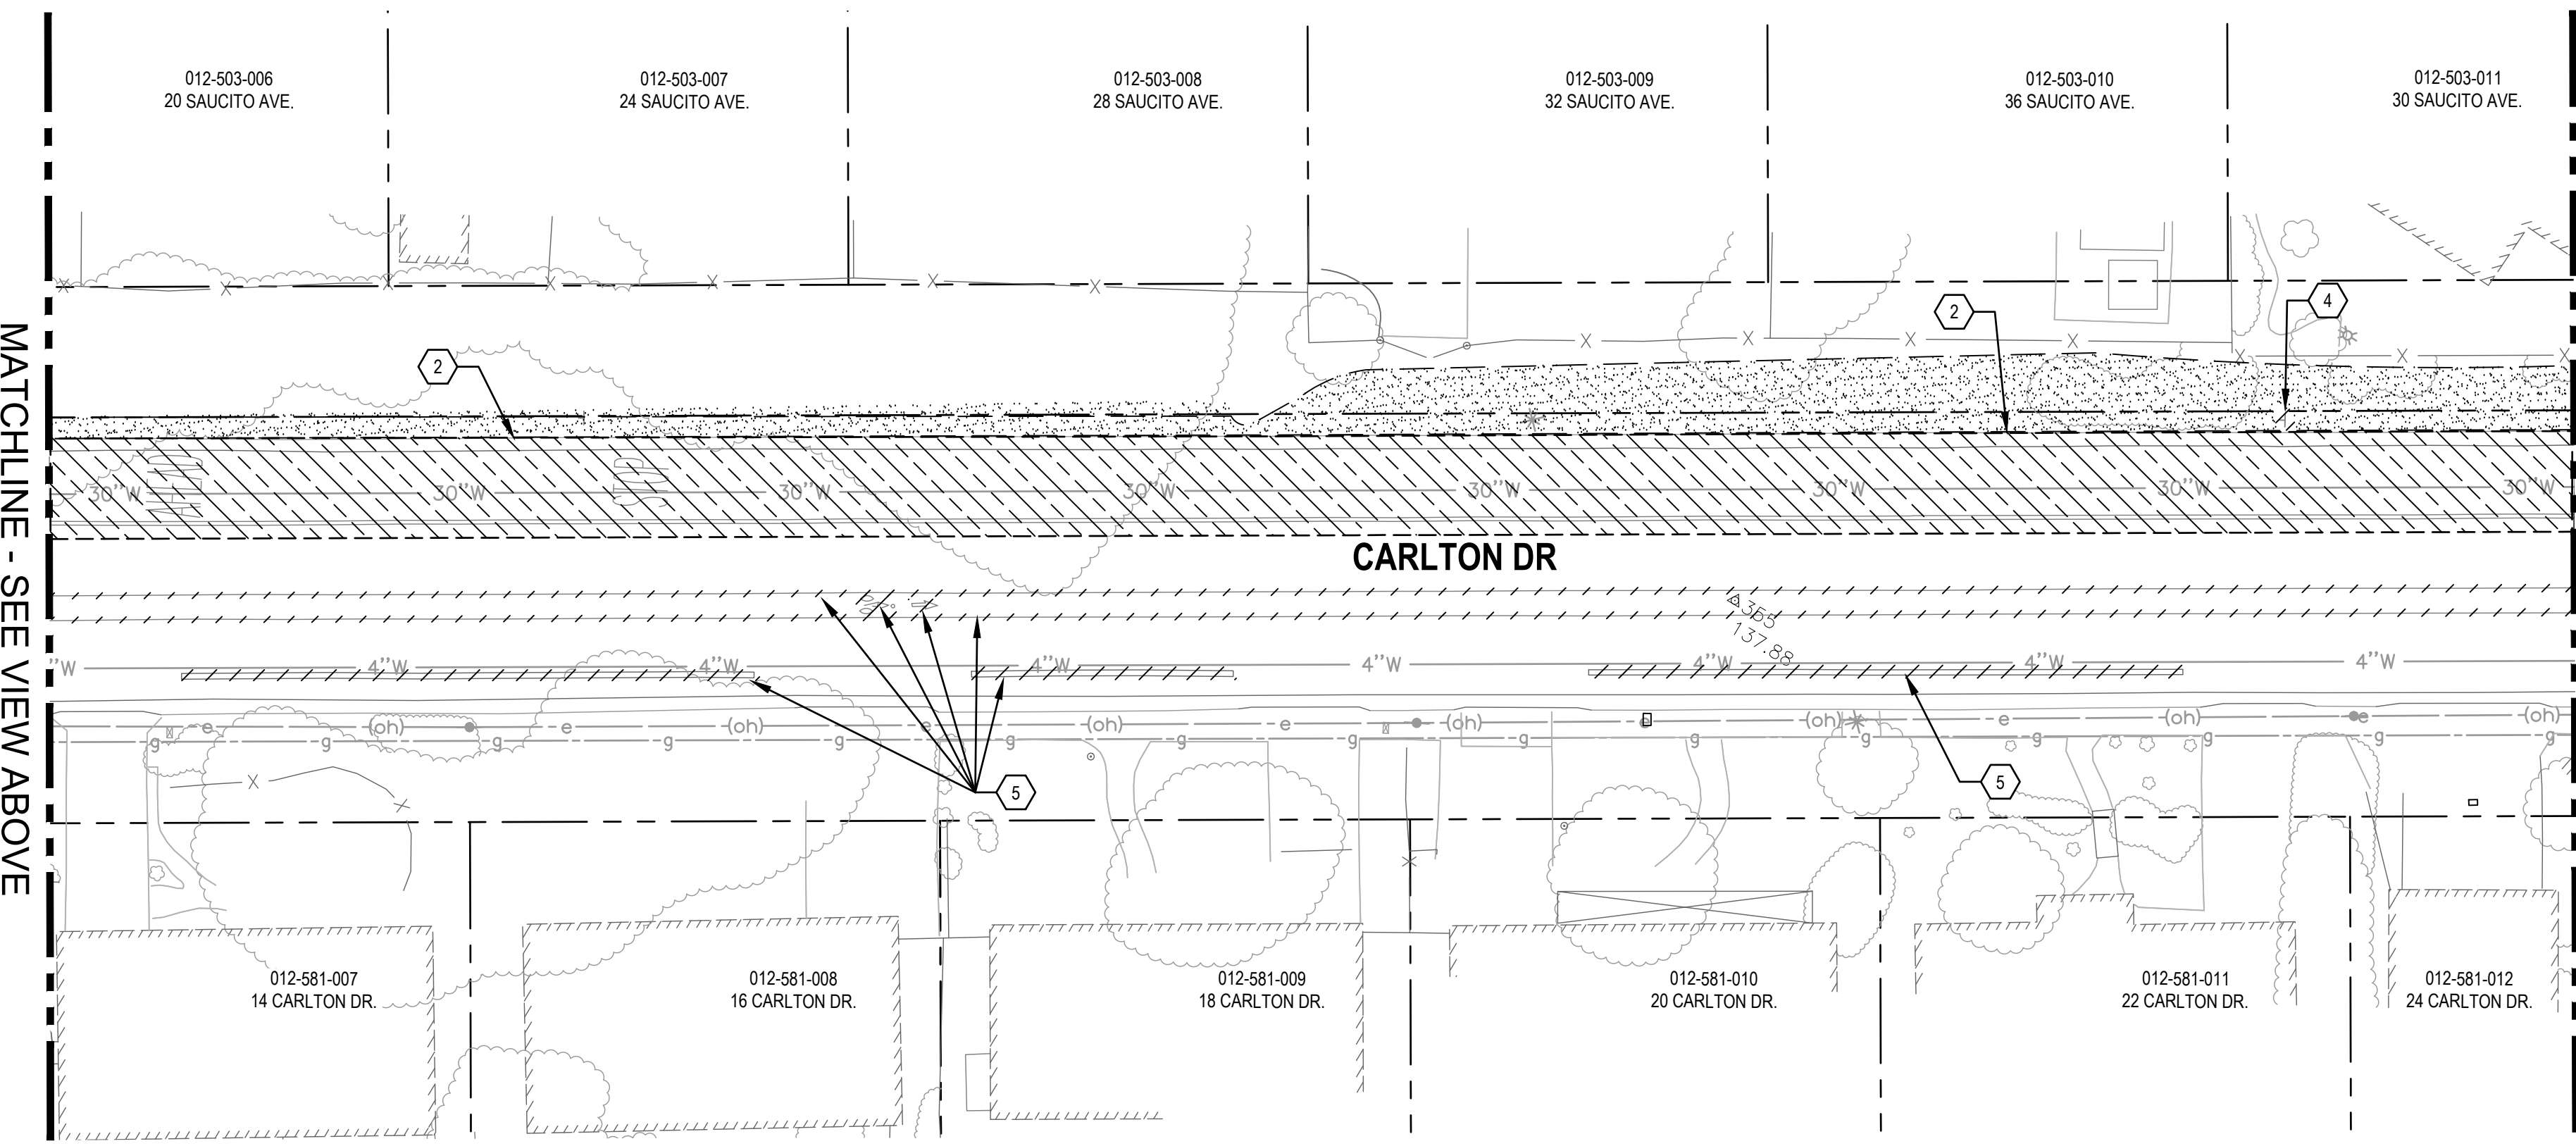 012-503-006
20 SAUCITO AVE.
012-503-007
24 SAUCITO AVE.
012-503-008
28 SAUCITO AVE.
012-503-009
32 SAUCITO AVE.
012-503-010
36 SAUCITO AVE.
012-503-011
30 SAUCITO AVE.
2
2
4
30"W 30"W 30"W 30"W 30"W 30"W 30"W 30"W
CARLTON DR
MATCHLINE - SEE VIEW ABOVE
365
137.88
"W 4"W 4"W 4"W 4"W 4"W 4"W 4"W
e (oh) e (oh) e (oh) e (oh) e (oh) e (oh) e (oh)
g g g g g g g g g g g g g g g
5
5
012-581-007
14 CARLTON DR.
012-581-008
16 CARLTON DR.
012-581-009
18 CARLTON DR.
012-581-010
20 CARLTON DR.
012-581-011
22 CARLTON DR.
012-581-012
24 CARLTON DR.